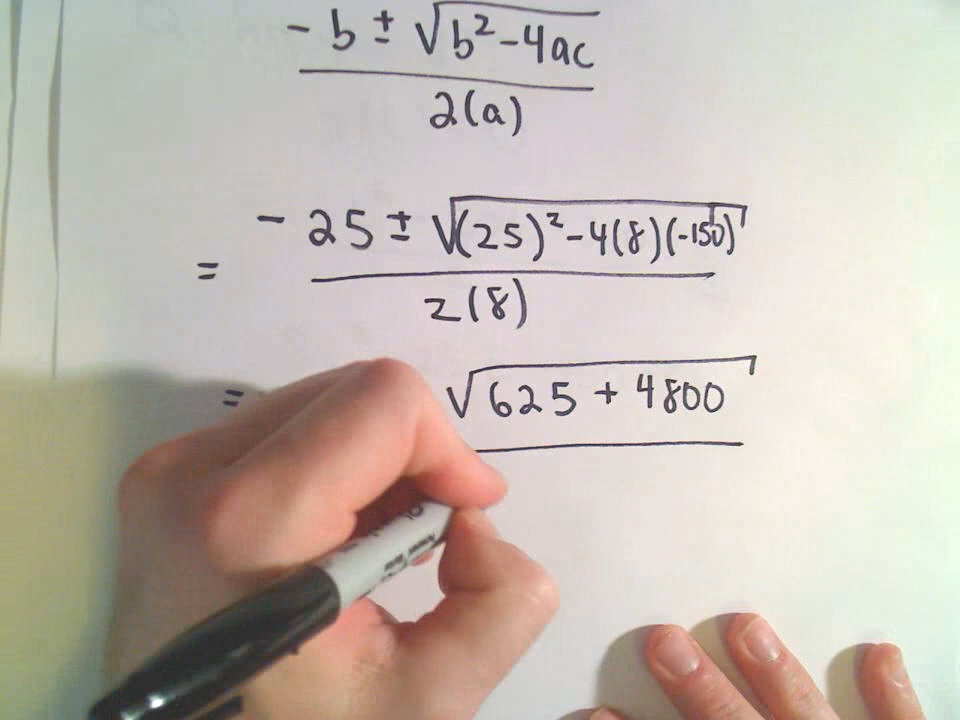 - b ± √b² - 4ac
2(a)
= - 25 ± √(25)² - 4(8)(-150)
2(8)
= √625 + 4800